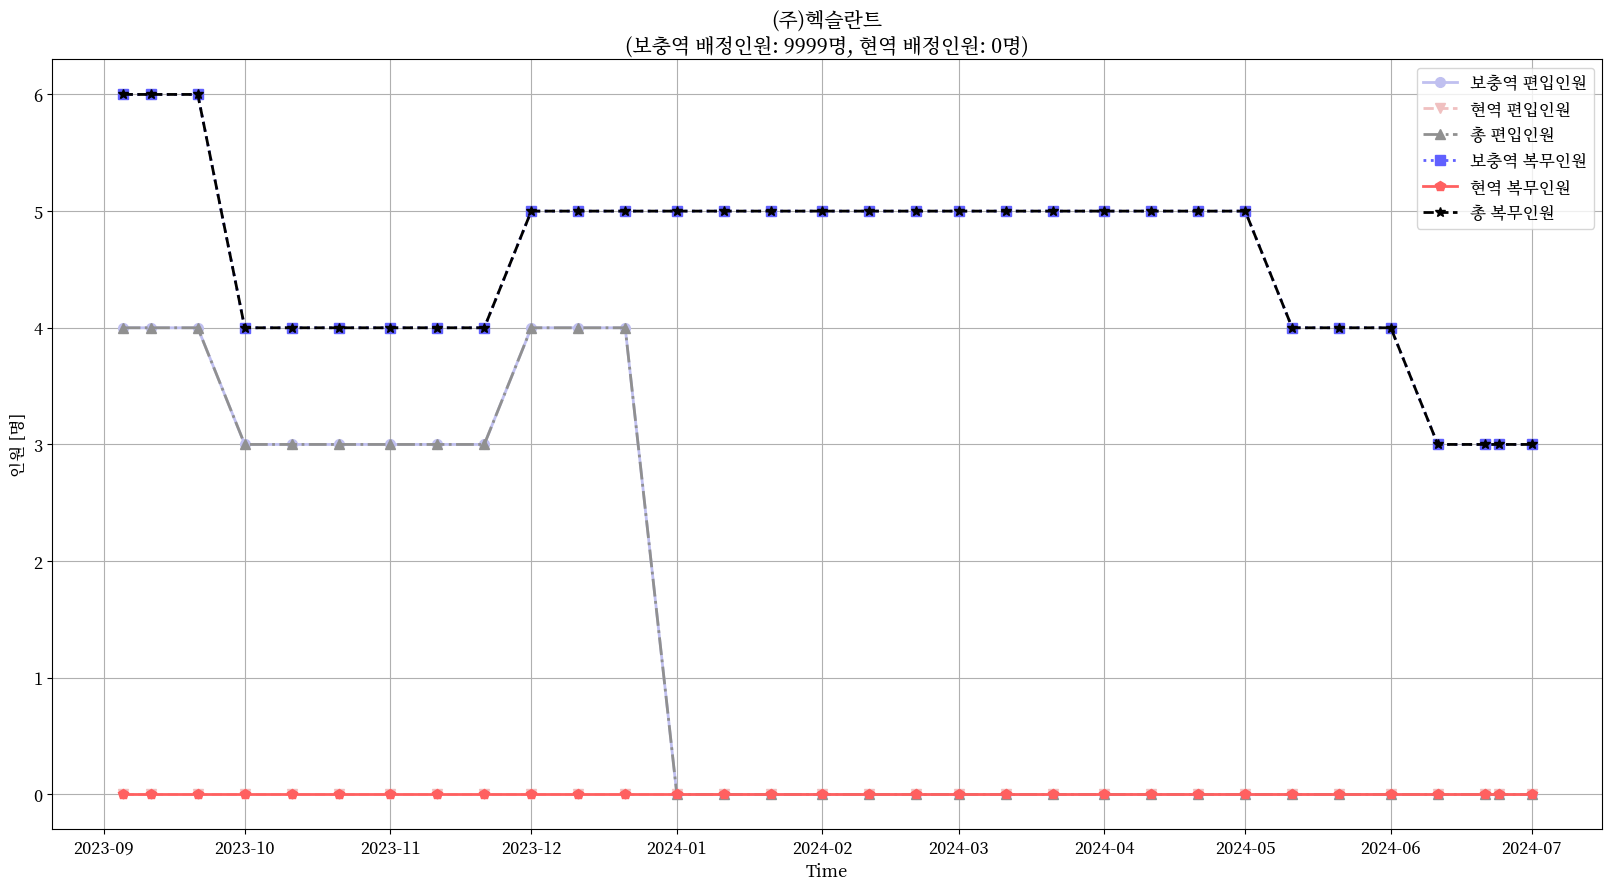 (주)헥슬란트
(보충역 배정인원: 9999명, 현역 배정인원: 0명)
보충역 편입인원
현역 편입인원
총 편입인원
보충역 복무인원
현역 복무인원
총 복무인원
6
5
4
3
2
1
0
인원 [명]
2023-09 2023-10 2023-11 2023-12 2024-01 2024-02 2024-03 2024-04 2024-05 2024-06 2024-07
Time